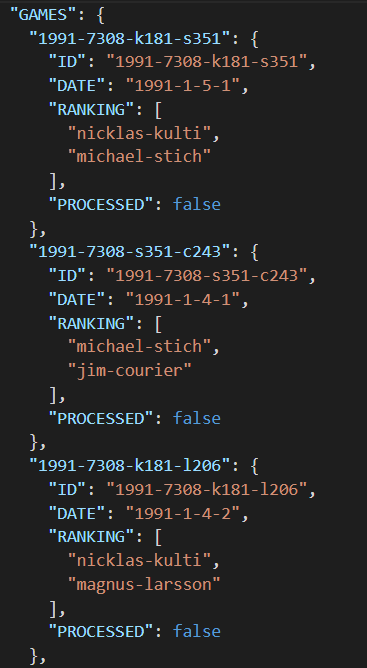 "GAMES": {
"1991-7308-k181-s351": {
"ID": "1991-7308-k181-s351",
"DATE": "1991-1-5-1",
"RANKING": [
"nicklas-kulti",
"michael-stich"
],
"PROCESSED": false
},
"1991-7308-s351-c243": {
"ID": "1991-7308-s351-c243",
"DATE": "1991-1-4-1",
"RANKING": [
"michael-stich",
"jim-courier"
],
"PROCESSED": false
},
"1991-7308-k181-l206": {
"ID": "1991-7308-k181-l206",
"DATE": "1991-1-4-2",
"RANKING": [
"nicklas-kulti",
"magnus-larsson"
],
"PROCESSED": false
},